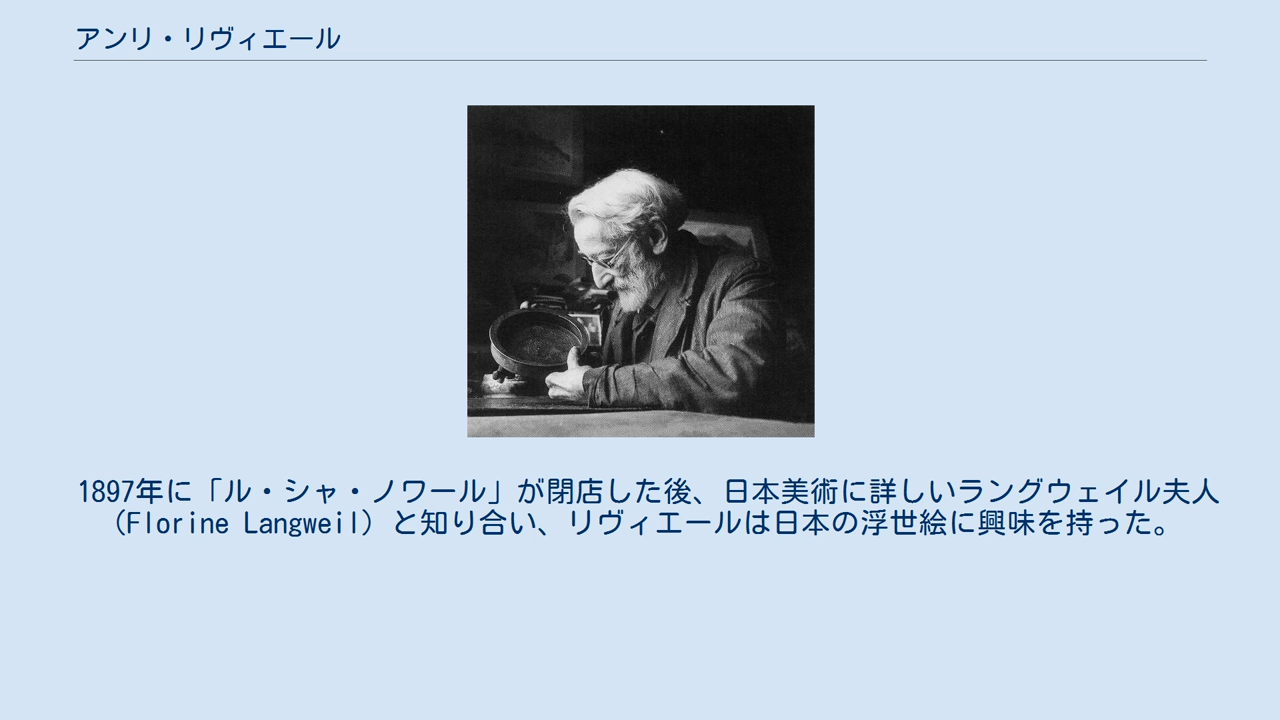 アンリ・リヴィエール
1897年に「ル・シャ・ノワール」が閉店した後、日本美術に詳しいラングウェイル夫人
（Florine Langweil）と知り合い、リヴィエールは日本の浮世絵に興味を持った。